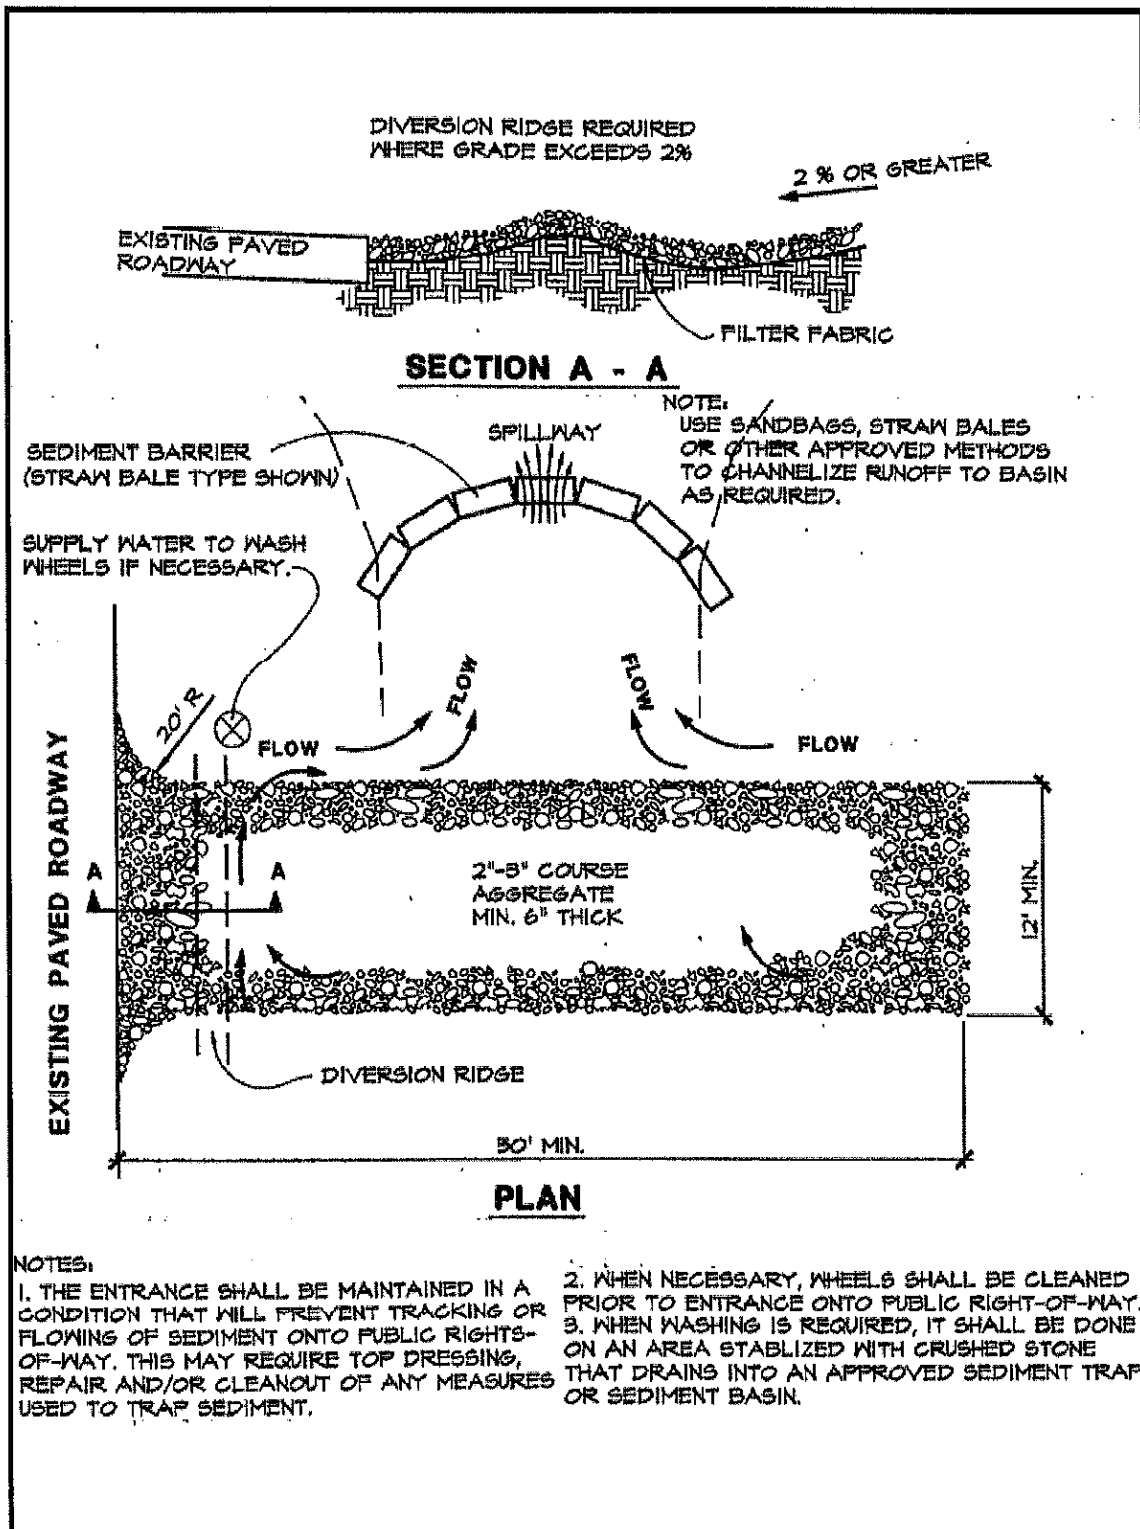 DIVERSION RIDGE REQUIRED
WHERE GRADE EXCEEDS 2%
2 % OR GREATER
EXISTING PAVED
ROADWAY
FILTER FABRIC
SECTION A - A
NOTE:
USE SANDBAGS, STRAW BALES
OR OTHER APPROVED METHODS
TO CHANNELIZE RUNOFF TO BASIN
AS REQUIRED.
SPILLWAY
SEDIMENT BARRIER
(STRAW BALE TYPE SHOWN)
SUPPLY WATER TO WASH
WHEELS IF NECESSARY.
FLOW
FLOW
20' R
FLOW
FLOW
EXISTING PAVED ROADWAY
A
A
2"-3" COURSE
AGGREGATE
MIN. 6" THICK
12' MIN.
DIVERSION RIDGE
50' MIN.
PLAN
NOTES:
1. THE ENTRANCE SHALL BE MAINTAINED IN A
CONDITION THAT WILL PREVENT TRACKING OR
FLOWING OF SEDIMENT ONTO PUBLIC RIGHTS-
OF-WAY. THIS MAY REQUIRE TOP DRESSING,
REPAIR AND/OR CLEANOUT OF ANY MEASURES
USED TO TRAP SEDIMENT.
2. WHEN NECESSARY, WHEELS SHALL BE CLEANED
PRIOR TO ENTRANCE ONTO PUBLIC RIGHT-OF-WAY.
3. WHEN WASHING IS REQUIRED, IT SHALL BE DONE
ON AN AREA STABLIZED WITH CRUSHED STONE
THAT DRAINS INTO AN APPROVED SEDIMENT TRAP
OR SEDIMENT BASIN.